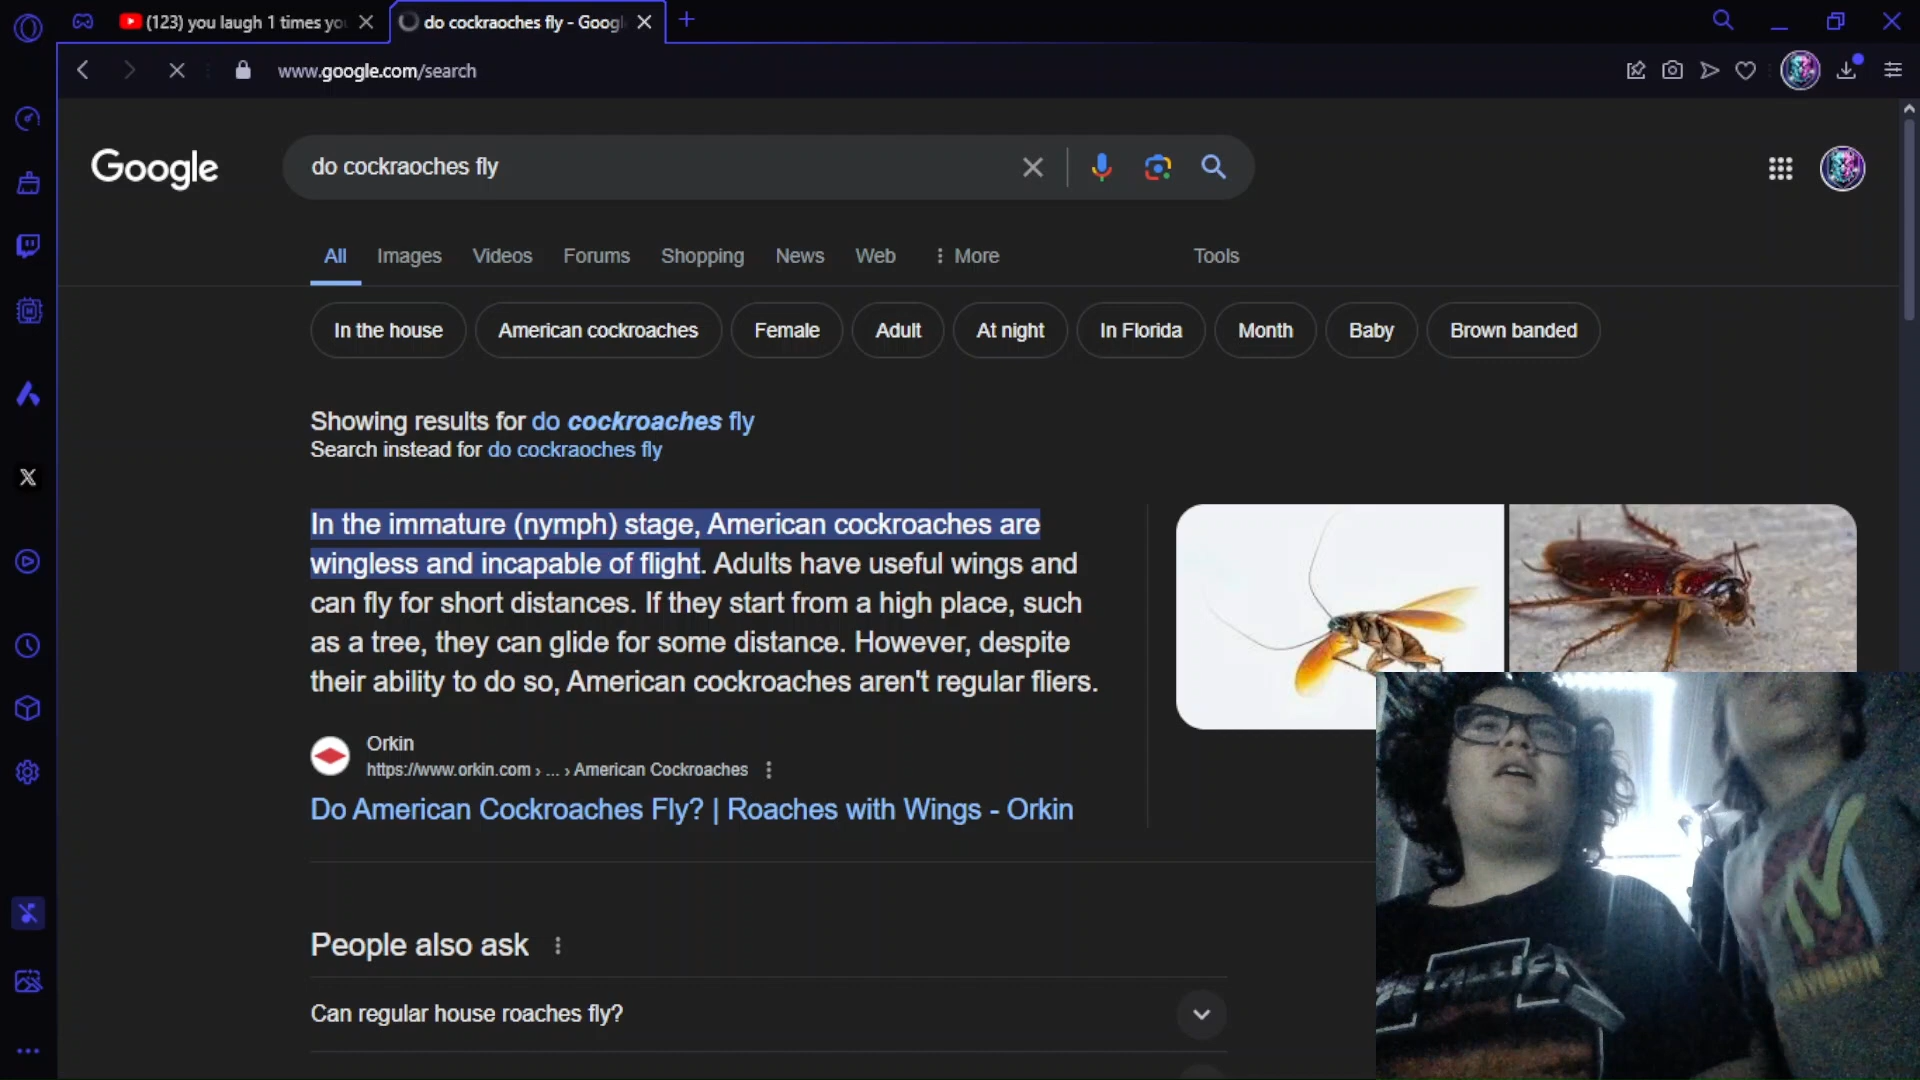 (123) you laugh 1 times yo
do cockraoches fly - Googl
www.google.com/search
Google
do cockraoches fly
All Images Videos Forums Shopping News Web More Tools
In the house American cockroaches Female Adult At night In Florida Month Baby Brown banded
Showing results for do cockroaches fly
Search instead for do cockraoches fly
In the immature (nymph) stage, American cockroaches are
wingless and incapable of flight. Adults have useful wings and
can fly for short distances. If they start from a high place, such
as a tree, they can glide for some distance. However, despite
their ability to do so, American cockroaches aren't regular fliers.
Orkin
https://www.orkin.com › ... › American Cockroaches
Do American Cockroaches Fly? | Roaches with Wings - Orkin
People also ask
Can regular house roaches fly?